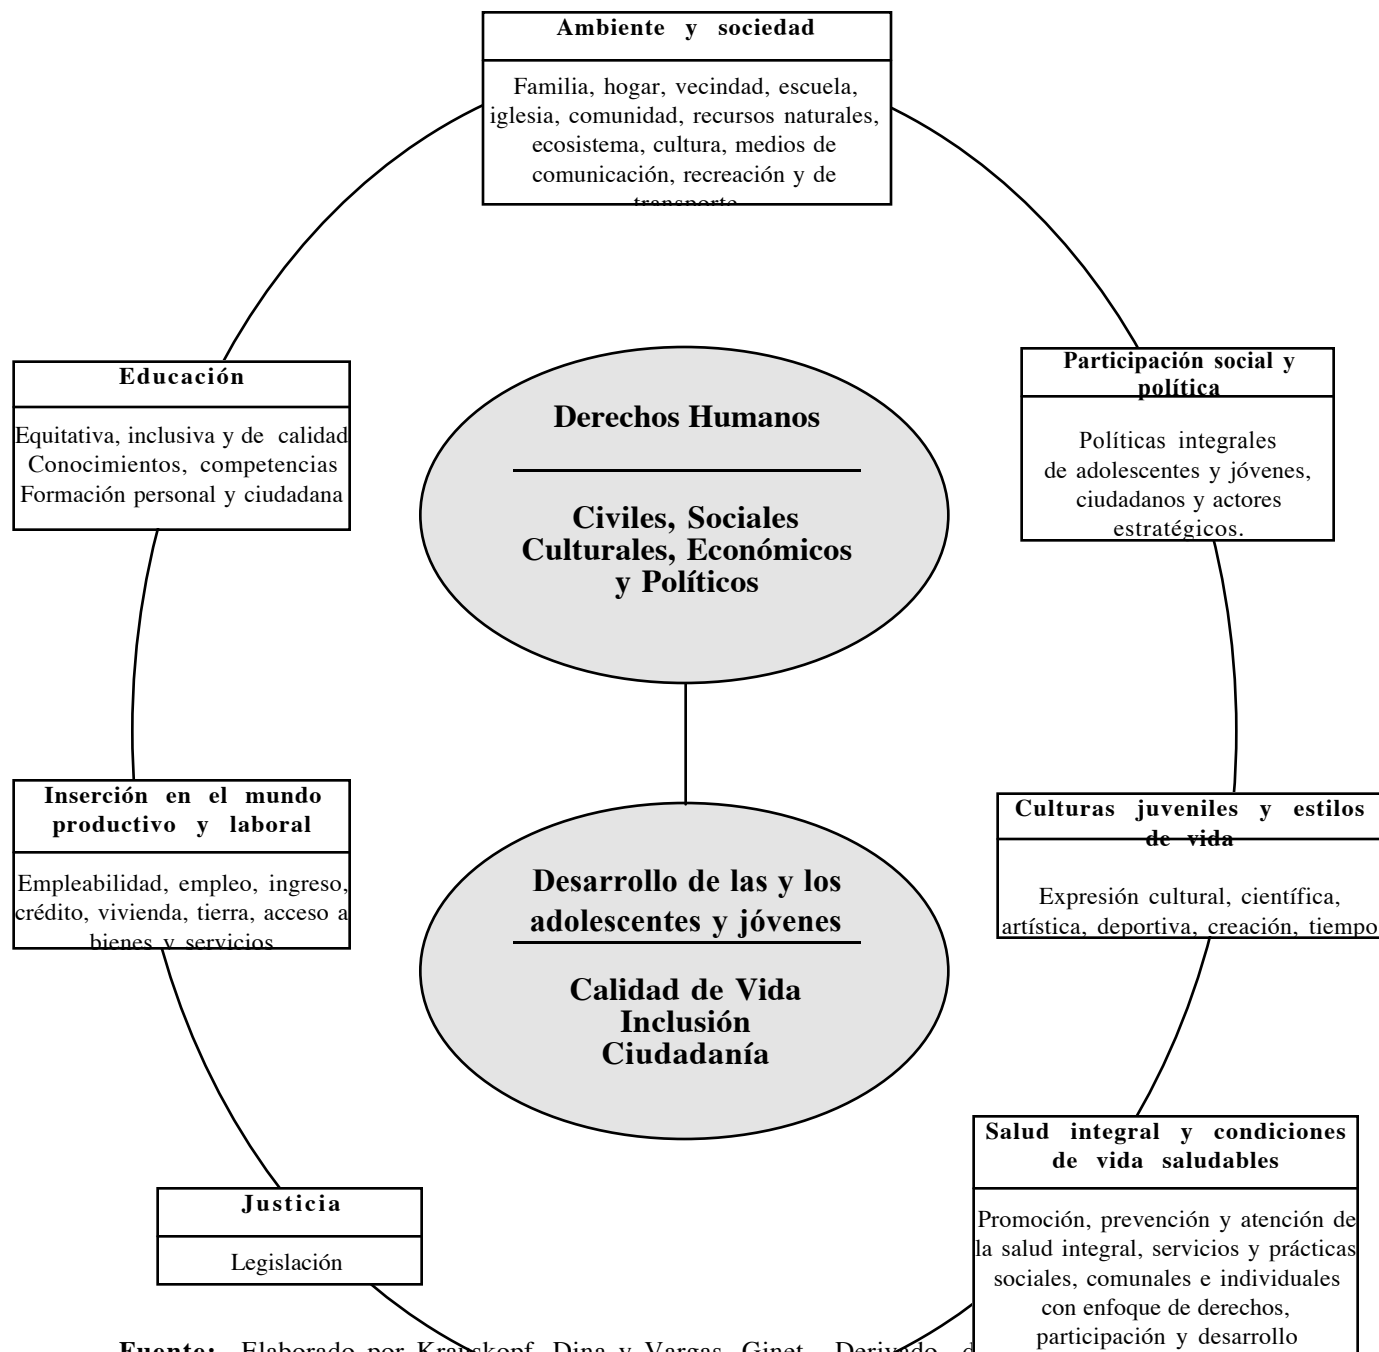 Ambiente y sociedad
Familia, hogar, vecindad, escuela,
iglesia, comunidad, recursos naturales,
ecosistema, cultura, medios de
comunicación, recreación y de
transporte
Educación
Equitativa, inclusiva y de calidad
Conocimientos, competencias
Formación personal y ciudadana
Participación social y
política
Políticas integrales
de adolescentes y jóvenes,
ciudadanos y actores
estratégicos.
Derechos Humanos
Civiles, Sociales
Culturales, Económicos
y Políticos
Inserción en el mundo
productivo y laboral
Empleabilidad, empleo, ingreso,
crédito, vivienda, tierra, acceso a
bienes y servicios
Culturas juveniles y estilos
de vida
Expresión cultural, científica,
artística, deportiva, creación, tiempo
Desarrollo de las y los
adolescentes y jóvenes
Calidad de Vida
Inclusión
Ciudadanía
Salud integral y condiciones
de vida saludables
Promoción, prevención y atención de
la salud integral, servicios y prácticas
sociales, comunales e individuales
con enfoque de derechos,
participación y desarrollo
Justicia
Legislación
Fuente: Elaborado por Krauskopf, Dina y Vargas, Ginet. Derivado